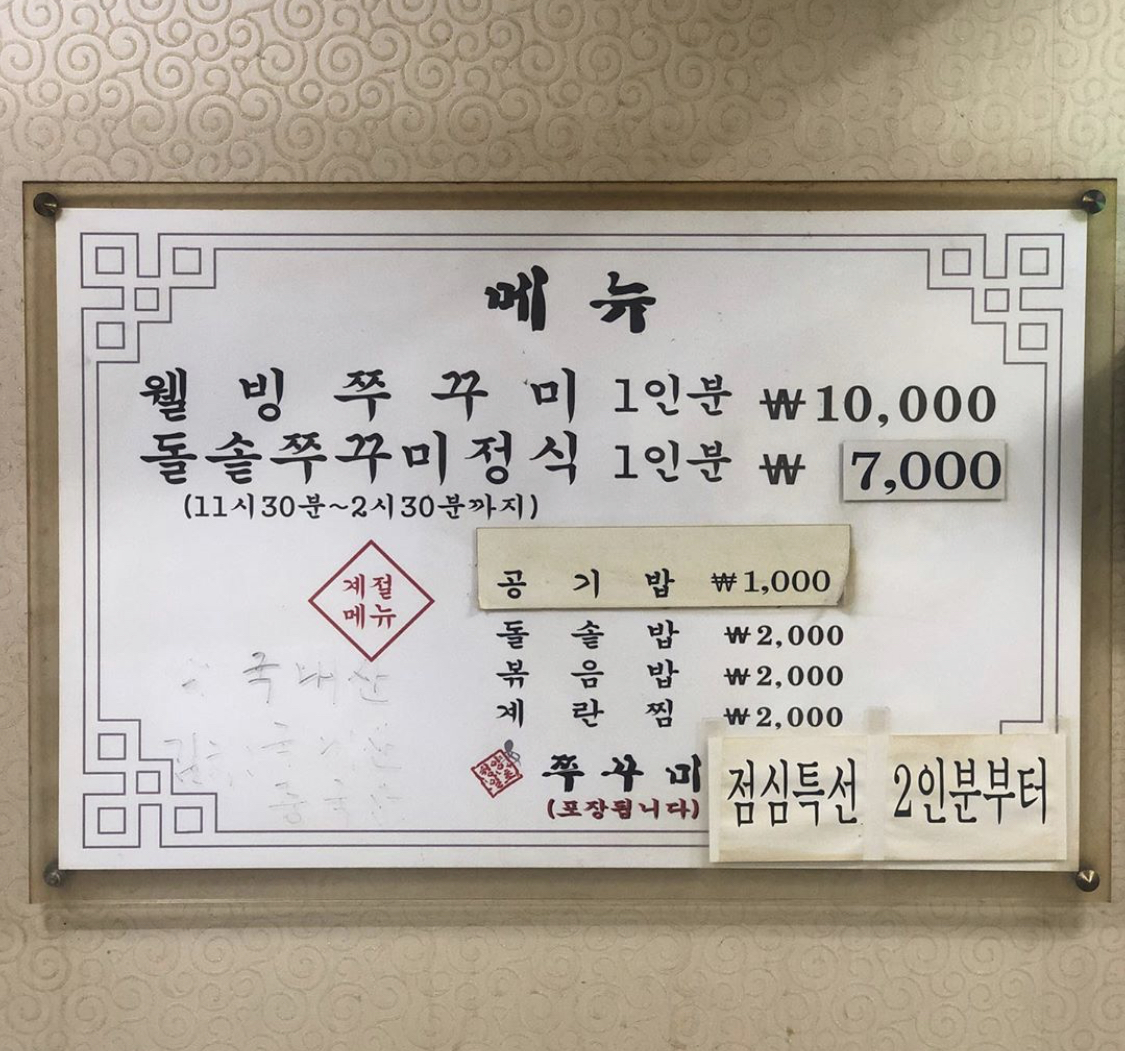 메뉴
웰빙쭈꾸미 1인분 ₩10,000
돌솥쭈꾸미정식 1인분 ₩ 7,000
(11시30분~2시30분까지)
계절
메뉴
공기밥 ₩1,000
돌솥밥 ₩2,000
볶음밥 ₩2,000
계란찜 ₩2,000
국내산
쭈꾸미
(포장됩니다)
점심특선 2인분부터